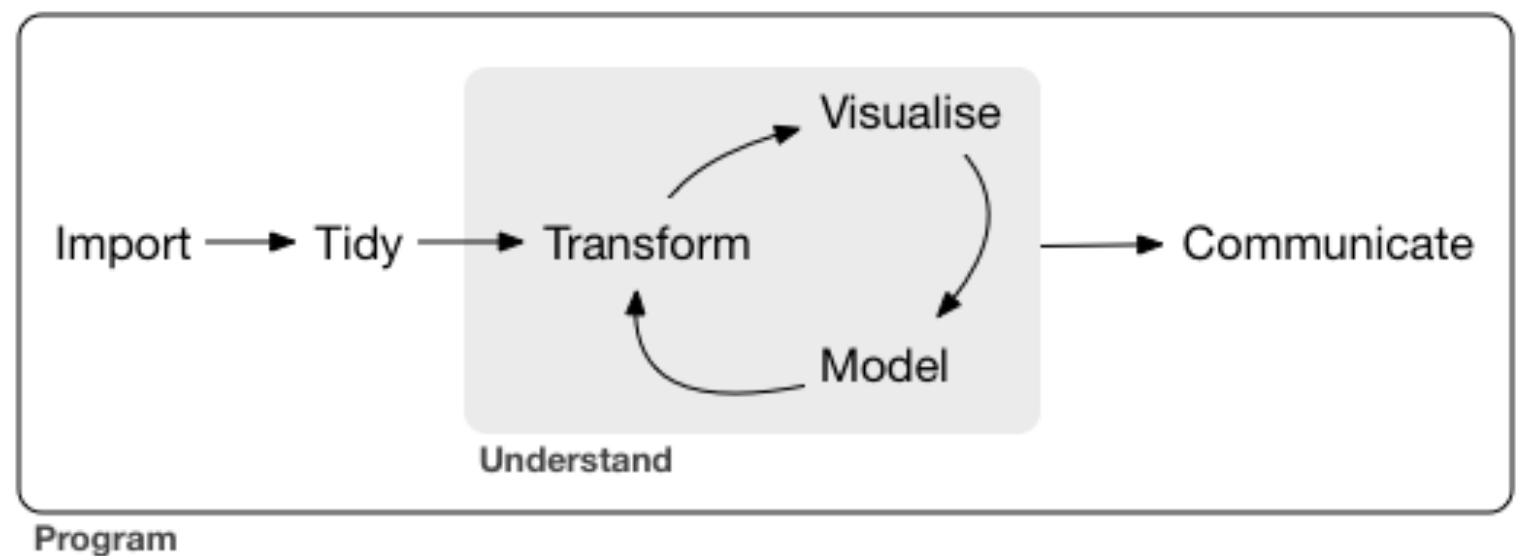 Visualise
Import
Tidy
Transform
Communicate
Model
Understand
Program